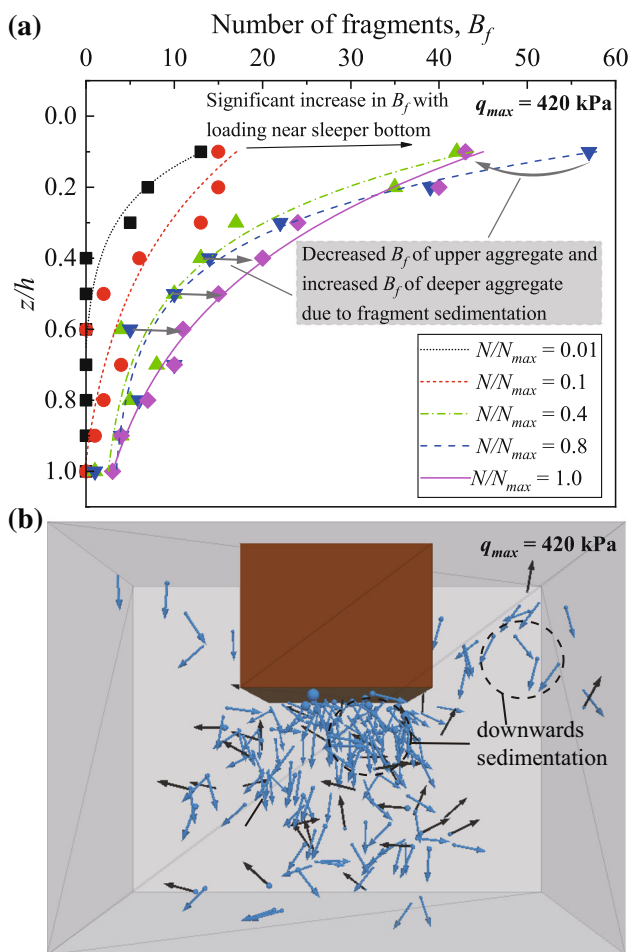 (a)
Number of fragments, B_f
0 10 20 30 40 50 60
Significant increase in B_f with
loading near sleeper bottom
q_max = 420 kPa
0.0
0.2
0.4
0.6
0.8
1.0
z/h
Decreased B_f of upper aggregate and
increased B_f of deeper aggregate
due to fragment sedimentation
N/N_max = 0.01
N/N_max = 0.1
N/N_max = 0.4
N/N_max = 0.8
N/N_max = 1.0
(b)
q_max = 420 kPa
downwards
sedimentation